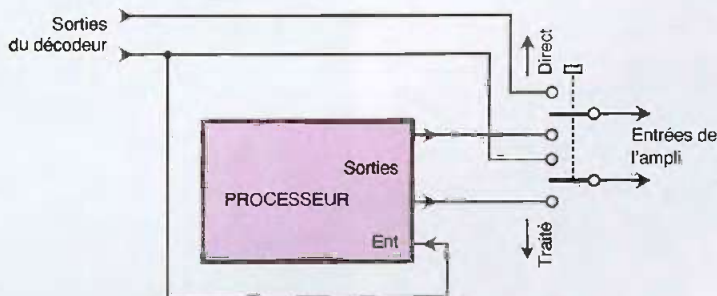 Sorties
du décodeur
Direct
Entrées de
l'ampli
Sorties
PROCESSEUR
Ent
Traité